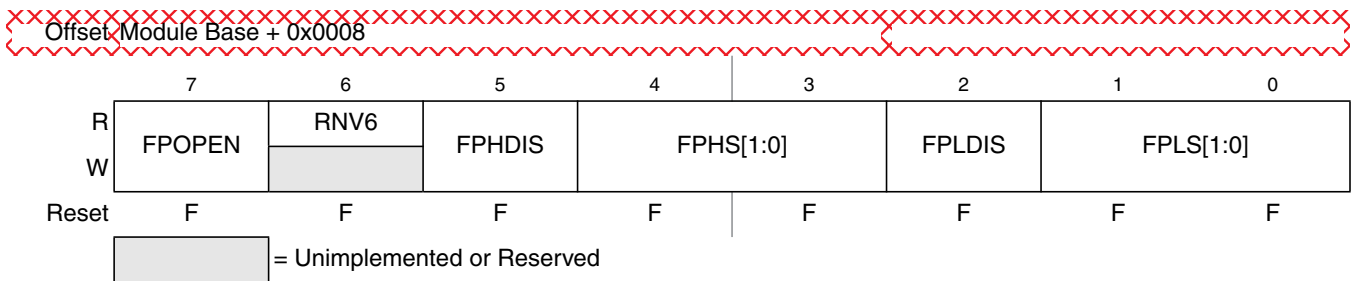 Offset Module Base + 0x0008
7 6 5 4 3 2 1 0
R FPOPEN RNV6 FPHDIS FPHS[1:0] FPLDIS FPLS[1:0]
W
Reset F F F F F F F F
= Unimplemented or Reserved